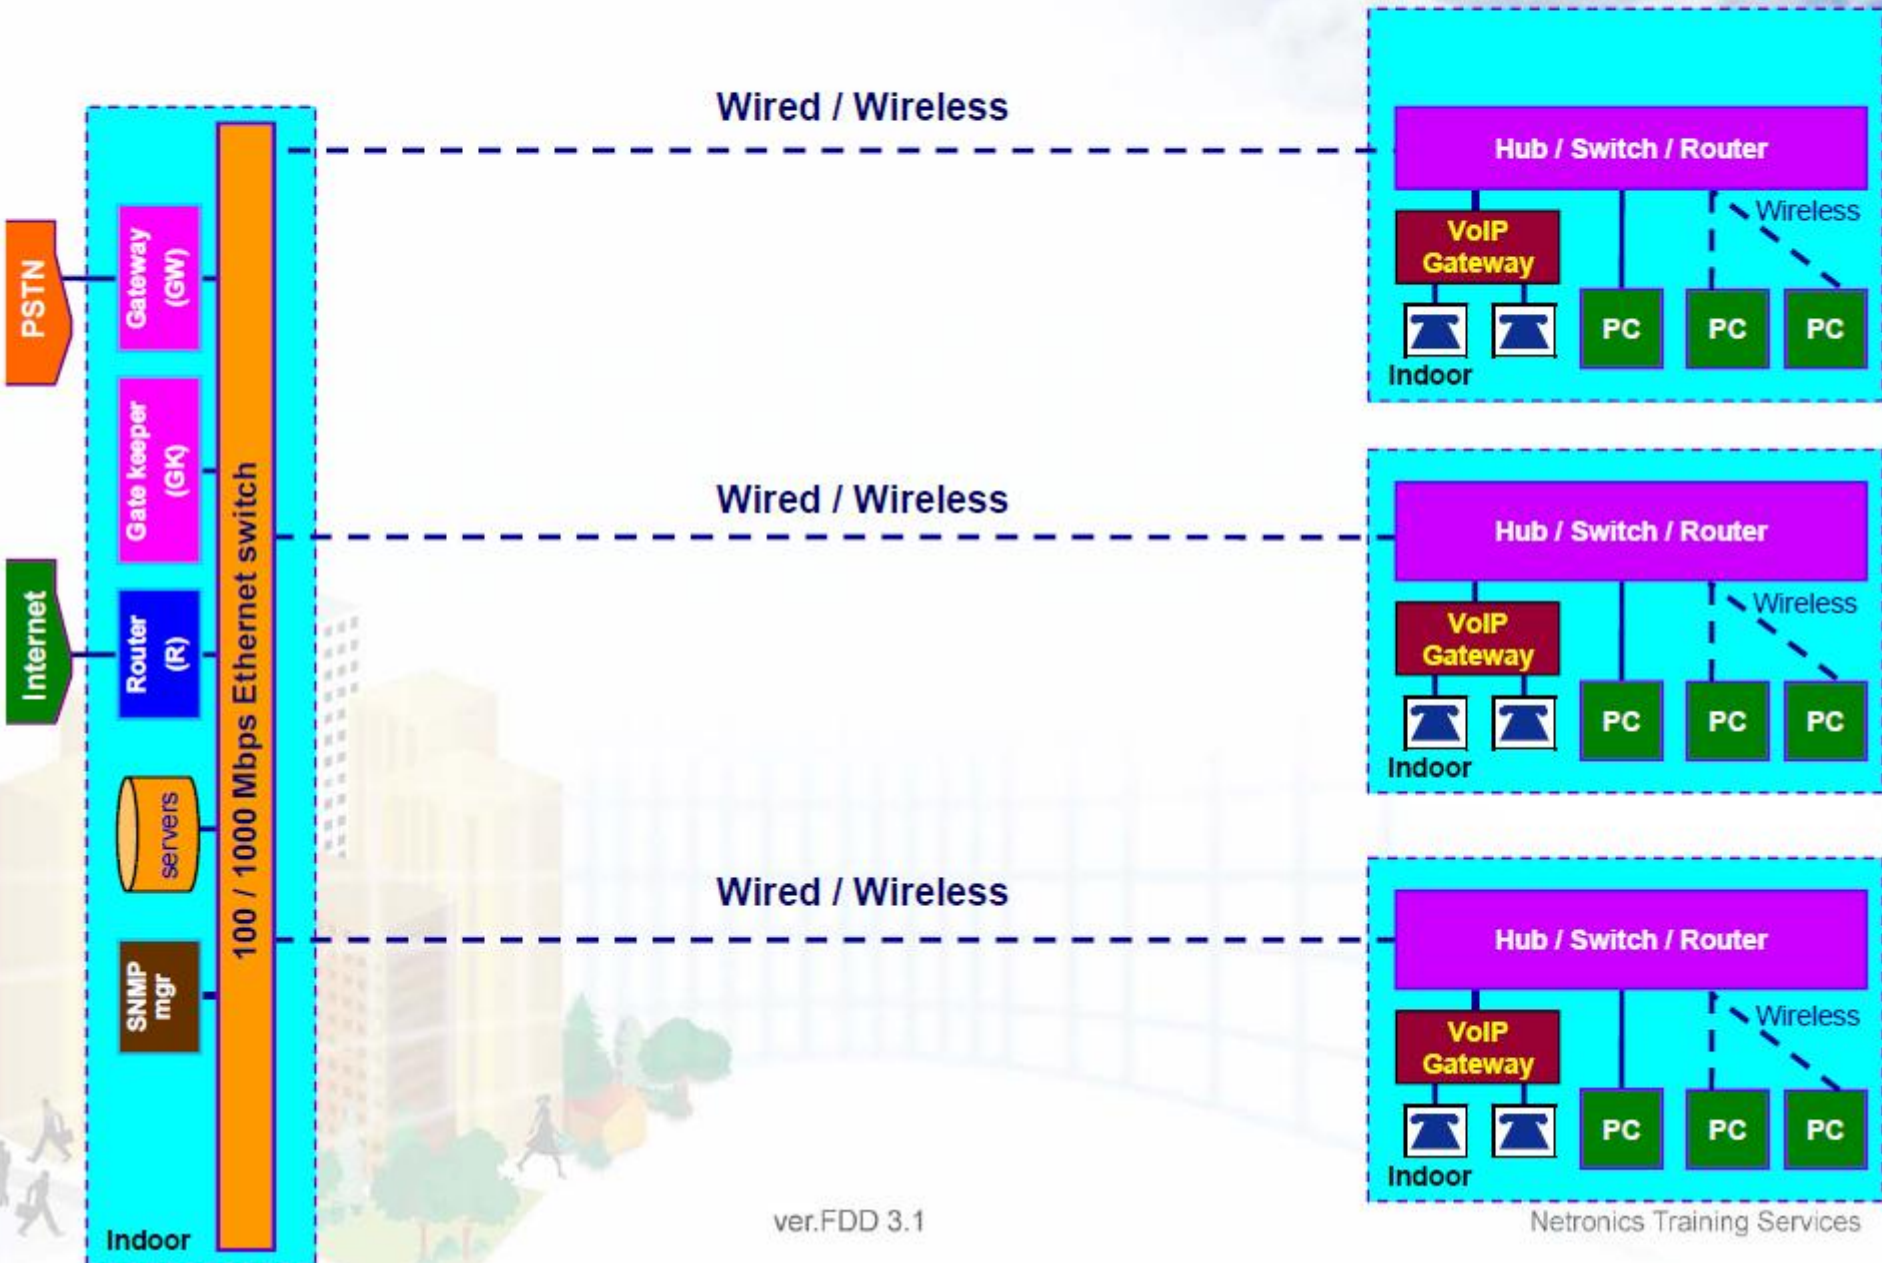 PSTN
Internet
Gateway
(GW)
Gate keeper
(GK)
Router
(R)
servers
SNMP
mgr
100 / 1000 Mbps Ethernet switch
Indoor
Wired / Wireless
Hub / Switch / Router
Wireless
VoIP
Gateway
PC
PC
PC
Indoor
Wired / Wireless
Hub / Switch / Router
Wireless
VoIP
Gateway
PC
PC
PC
Indoor
Wired / Wireless
Hub / Switch / Router
Wireless
VoIP
Gateway
PC
PC
PC
Indoor
ver.FDD 3.1
Netronics Training Services